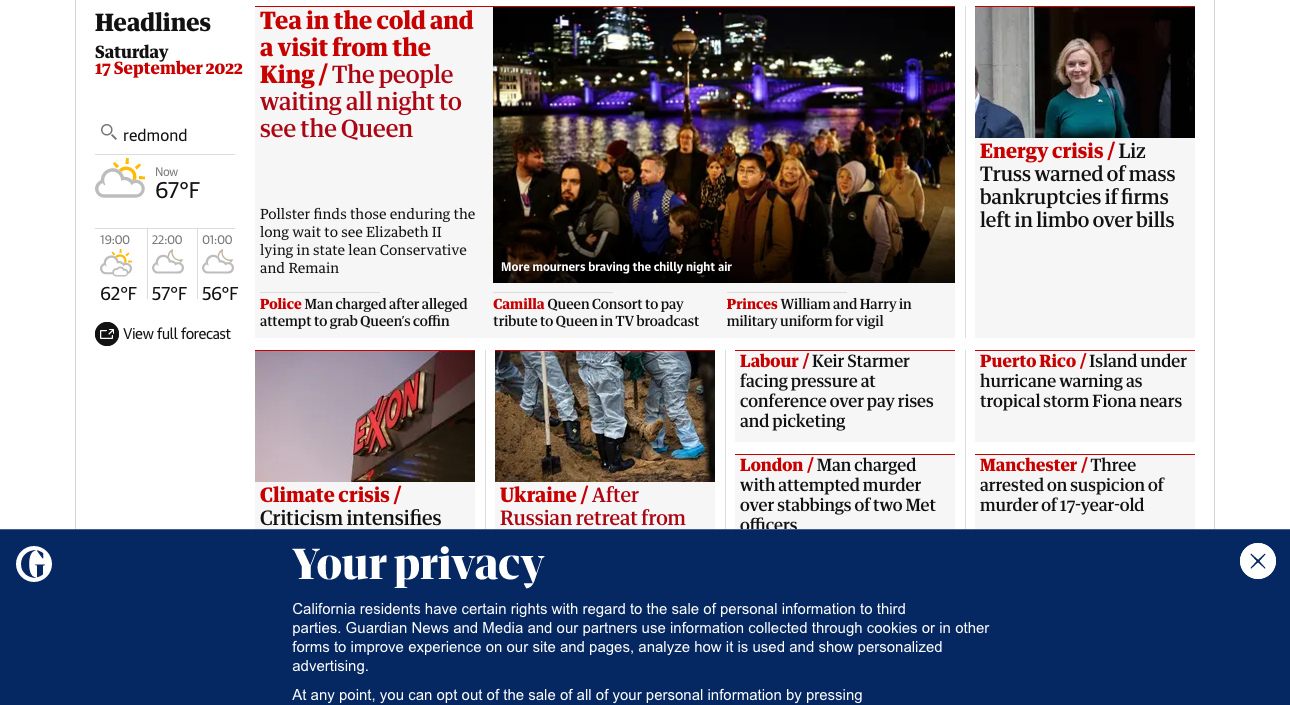 Headlines
Saturday
17 September 2022
redmond
Now
67°F
19:00
22:00
01:00
62°F
57°F
56°F
View full forecast
Tea in the cold and
a visit from the
King / The people
waiting all night to
see the Queen
Pollster finds those enduring the
long wait to see Elizabeth II
lying in state lean Conservative
and Remain
More mourners braving the chilly night air
Police Man charged after alleged
attempt to grab Queen's coffin
Camilla Queen Consort to pay
tribute to Queen in TV broadcast
Princes William and Harry in
military uniform for vigil
Energy crisis / Liz
Truss warned of mass
bankruptcies if firms
left in limbo over bills
EXXON
Climate crisis /
Criticism intensifies
Ukraine / After
Russian retreat from
Labour / Keir Starmer
facing pressure at
conference over pay rises
and picketing
London / Man charged
with attempted murder
over stabbings of two Met
officers
Puerto Rico / Island under
hurricane warning as
tropical storm Fiona nears
Manchester / Three
arrested on suspicion of
murder of 17-year-old
G
Your privacy
California residents have certain rights with regard to the sale of personal information to third
parties. Guardian News and Media and our partners use information collected through cookies or in other
forms to improve experience on our site and pages, analyze how it is used and show personalized
advertising.
At any point, you can opt out of the sale of all of your personal information by pressing